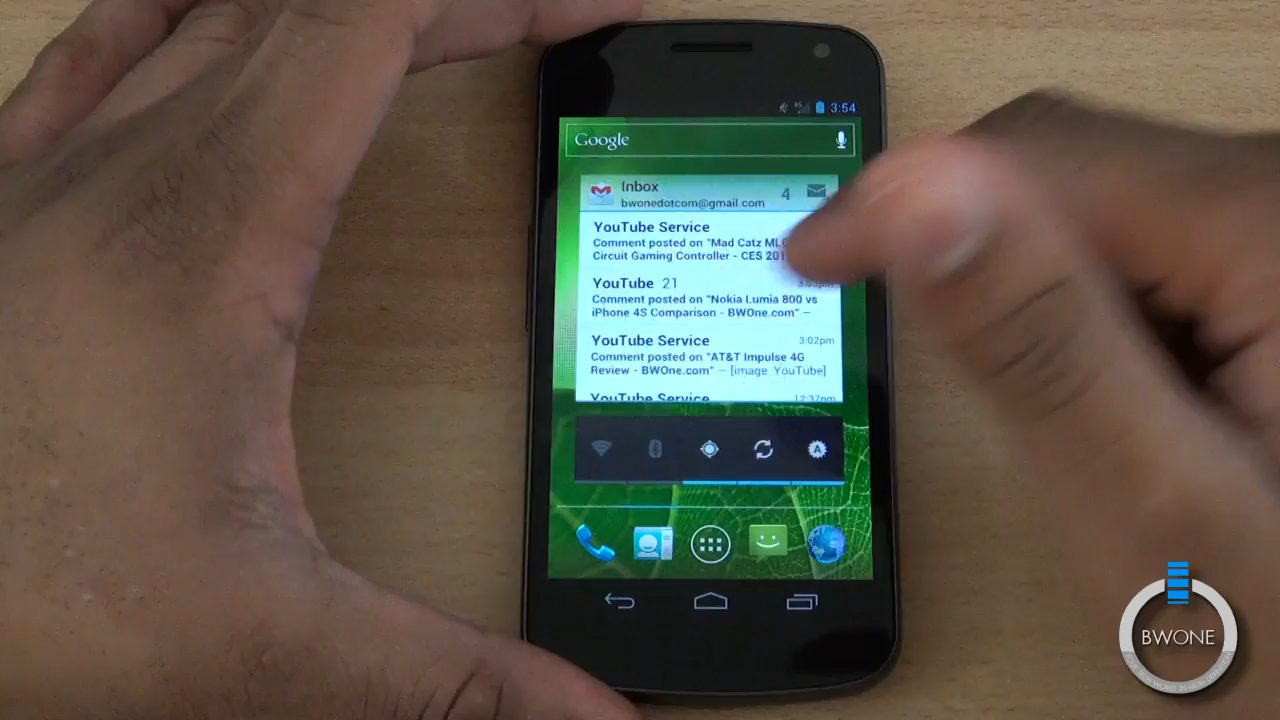 3:54
Google
Inbox
4
bwonedotcom@gmail.com
YouTube Service
Comment posted on "Mad Catz
Circuit Gaming Controller - CES
YouTube 21
Comment posted on "Nokia Lumia 800 vs
iPhone 4S Comparison - BWOne.com" –
YouTube Service 3:02pm
Comment posted on "AT&T Impulse 4G
Review - BWOne.com" – [image: YouTube]
YouTube Service 12:37pm
A
BWONE